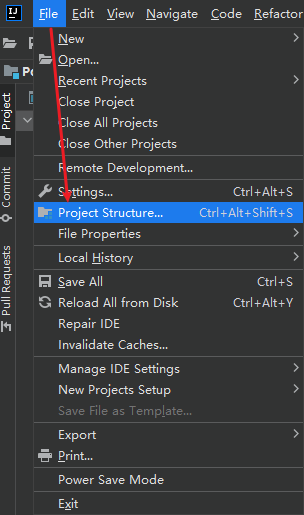 IJ
File Edit View Navigate Code Refactor
New
Open...
Recent Projects
Close Project
Close All Projects
Close Other Projects
Remote Development...
Settings... Ctrl+Alt+S
Project Structure... Ctrl+Alt+Shift+S
File Properties
Local History
Save All Ctrl+S
Reload All from Disk Ctrl+Alt+Y
Repair IDE
Invalidate Caches...
Manage IDE Settings
New Projects Setup
Save File as Template...
Export
Print...
Power Save Mode
Exit
Po
Project
Commit
Pull Requests